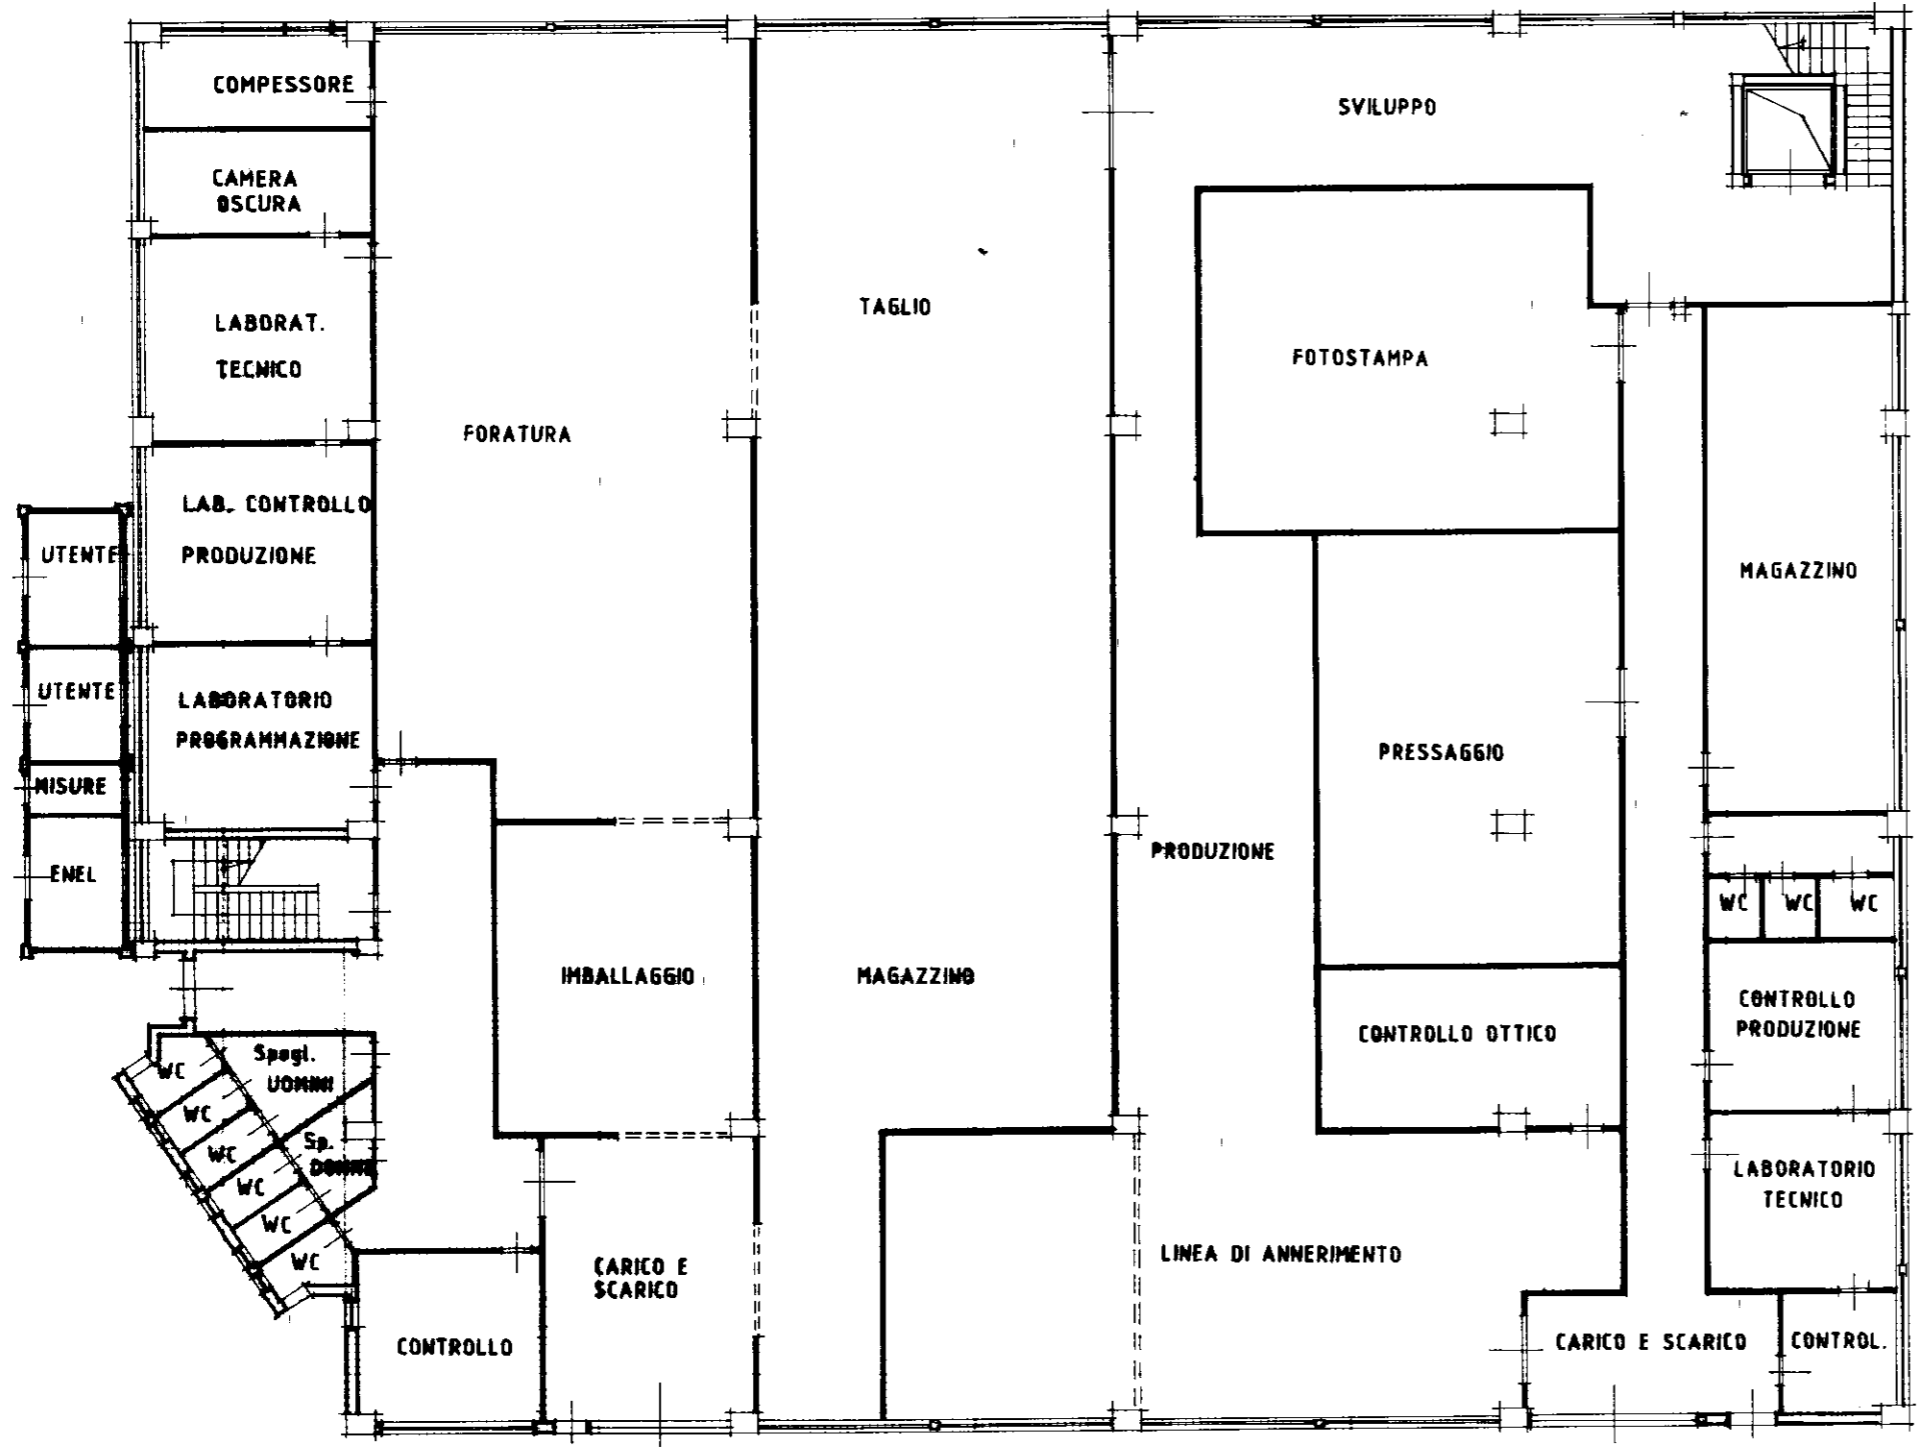 COMPESSORE
SVILUPPO
CAMERA
OSCURA
TAGLIO
LABORAT.
TECNICO
FOTOSTAMPA
FORATURA
LAB. CONTROLLO
PRODUZIONE
UTENTE
MAGAZZINO
UTENTE
LABORATORIO
PROGRAMMAZIONE
PRESSAGGIO
MISURE
PRODUZIONE
ENEL
WC
WC
WC
IMBALLAGGIO
MAGAZZINO
CONTROLLO
PRODUZIONE
CONTROLLO OTTICO
Spogl.
UOMINI
WC
WC
Sp.
DONNE
WC
WC
WC
WC
LABORATORIO
TECNICO
LINEA DI ANNERIMENTO
CARICO E
SCARICO
CONTROLLO
CARICO E SCARICO
CONTROL.